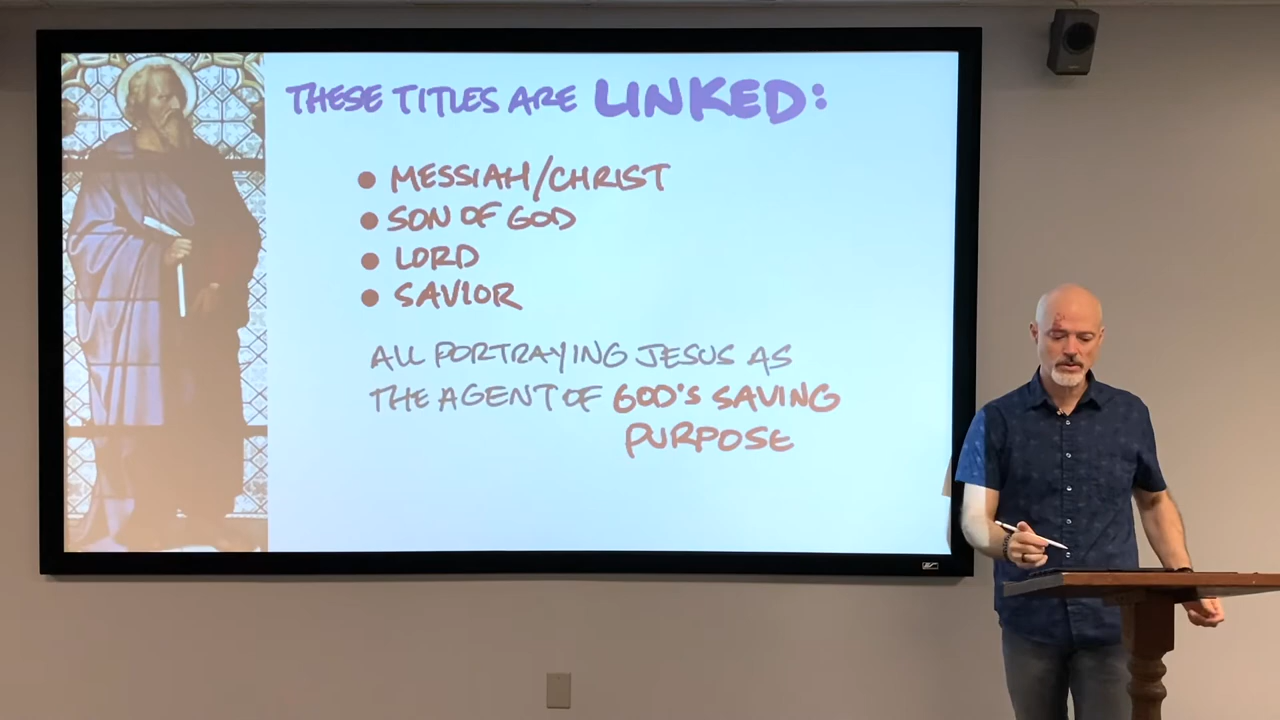 THESE TITLES ARE LINKED:
● MESSIAH/CHRIST
● SON OF GOD
● LORD
● SAVIOR
ALL PORTRAYING JESUS AS
THE AGENT OF GOD'S SAVING
PURPOSE